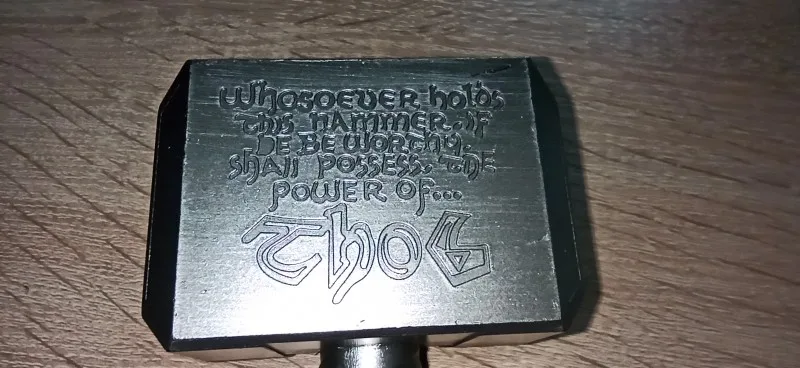 Whosoever holds
this hammer, if
he be worthy,
shall possess the
power of...
Thor